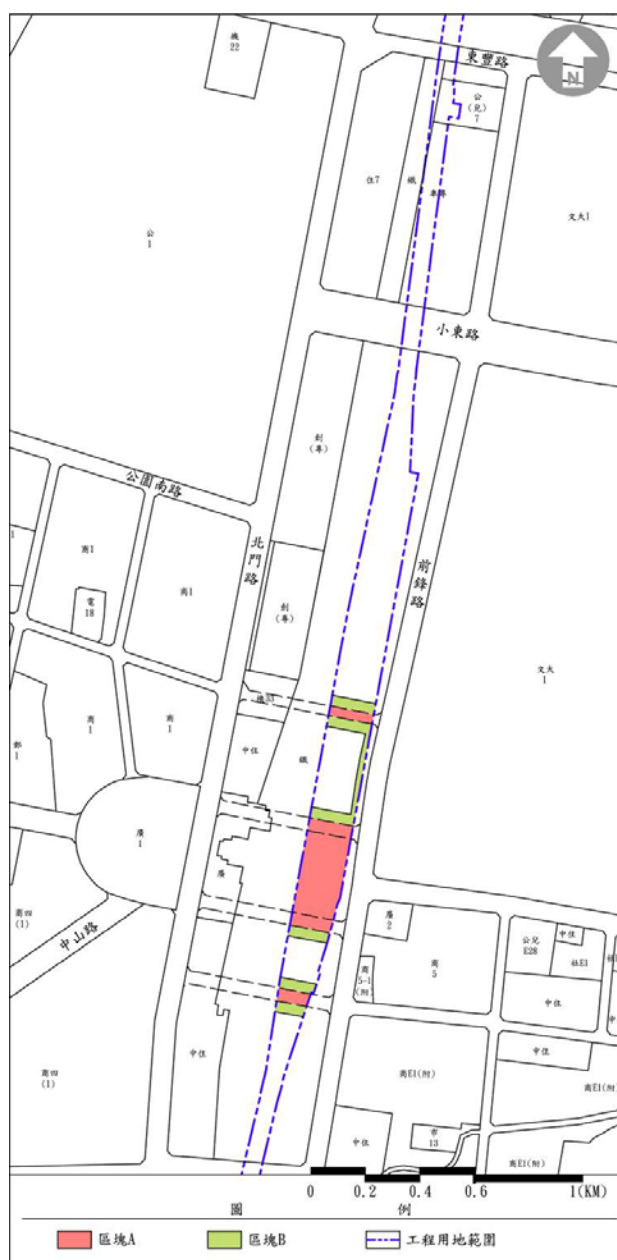 機
22
東豐路
N
公
(兒)
7
住7
鐵
車專
文大1
公
1
小東路
創
(專)
公園南路
商1
電
18
商1
北
門
路
前
鋒
路
創
(專)
文大
1
商
1
商
1
郵
1
中住
鐵
廣
1
廣
中山路
商四
(1)
廣
2
商
5
商
5-1
(附)
公兒
E28
中住
社E1
中住
中住
商四
(1)
中住
商E1(附)
商E1(附)
中住
市
13
商E1(附)
0 0.2 0.4 0.6 1(KM)
圖 例
區塊A 區塊B 工程用地範圍